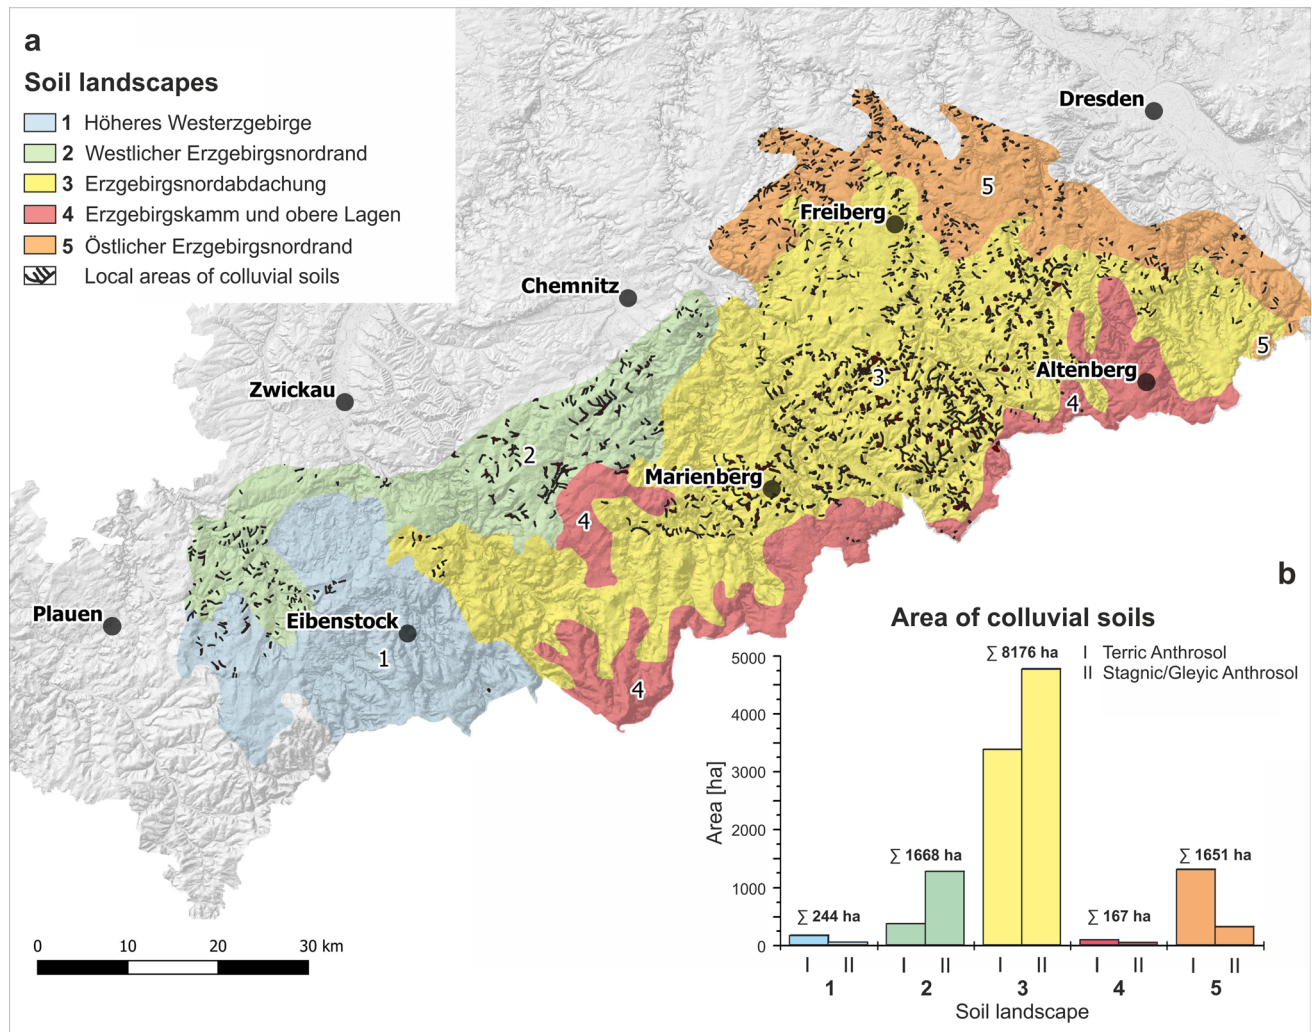 a
Soil landscapes
1 Höheres Westerzgebirge
2 Westlicher Erzgebirgsnordrand
3 Erzgebirgsnordabdachung
4 Erzgebirgskamm und obere Lagen
5 Östlicher Erzgebirgsnordrand
Local areas of colluvial soils
Dresden
5
Freiberg
Chemnitz
5
3
Altenberg
Zwickau
4
2
Marienberg
4
Plauen
Eibenstock
1
4
0 10 20 30 km
b
Area of colluvial soils
I Terric Anthrosol
II Stagnic/Gleyic Anthrosol
∑ 8176 ha
∑ 1668 ha
∑ 1651 ha
∑ 244 ha
∑ 167 ha
Area [ha]
5000
4000
3000
2000
1000
0
I II I II I II I II I II
1 2 3 4 5
Soil landscape